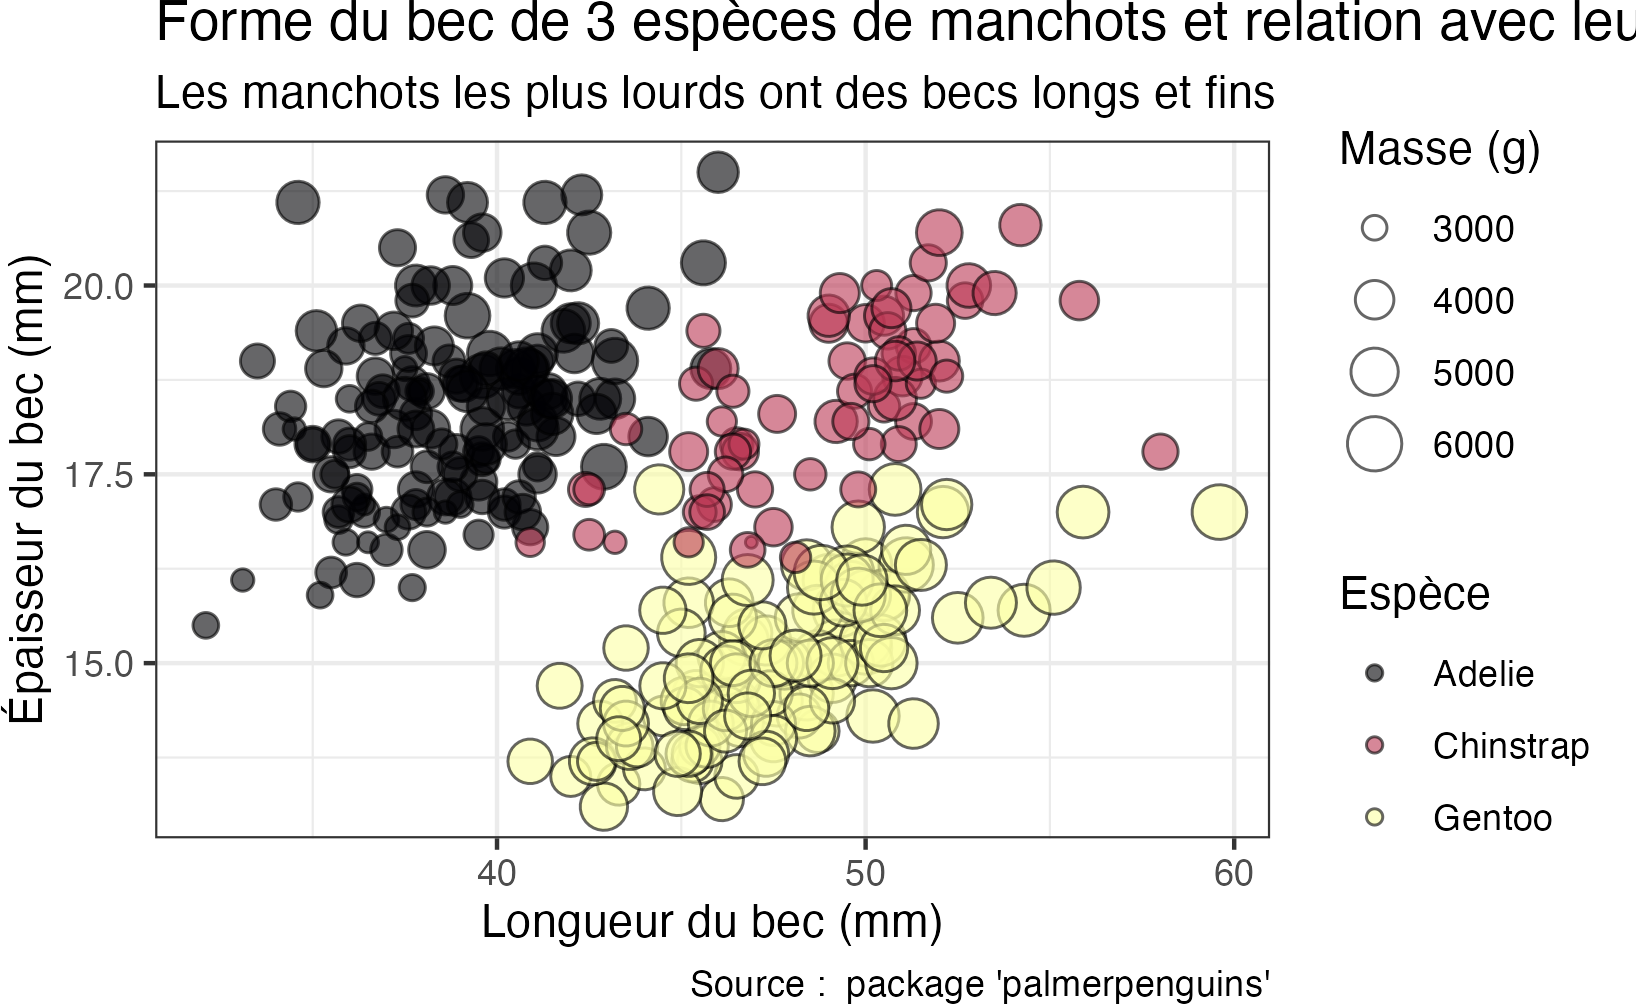 Forme du bec de 3 espèces de manchots et relation avec leu
Les manchots les plus lourds ont des becs longs et fins
Épaisseur du bec (mm)
20.0
17.5
15.0
40 50 60
Longueur du bec (mm)
Source :  package 'palmerpenguins'
Masse (g)
3000
4000
5000
6000
Espèce
Adelie
Chinstrap
Gentoo